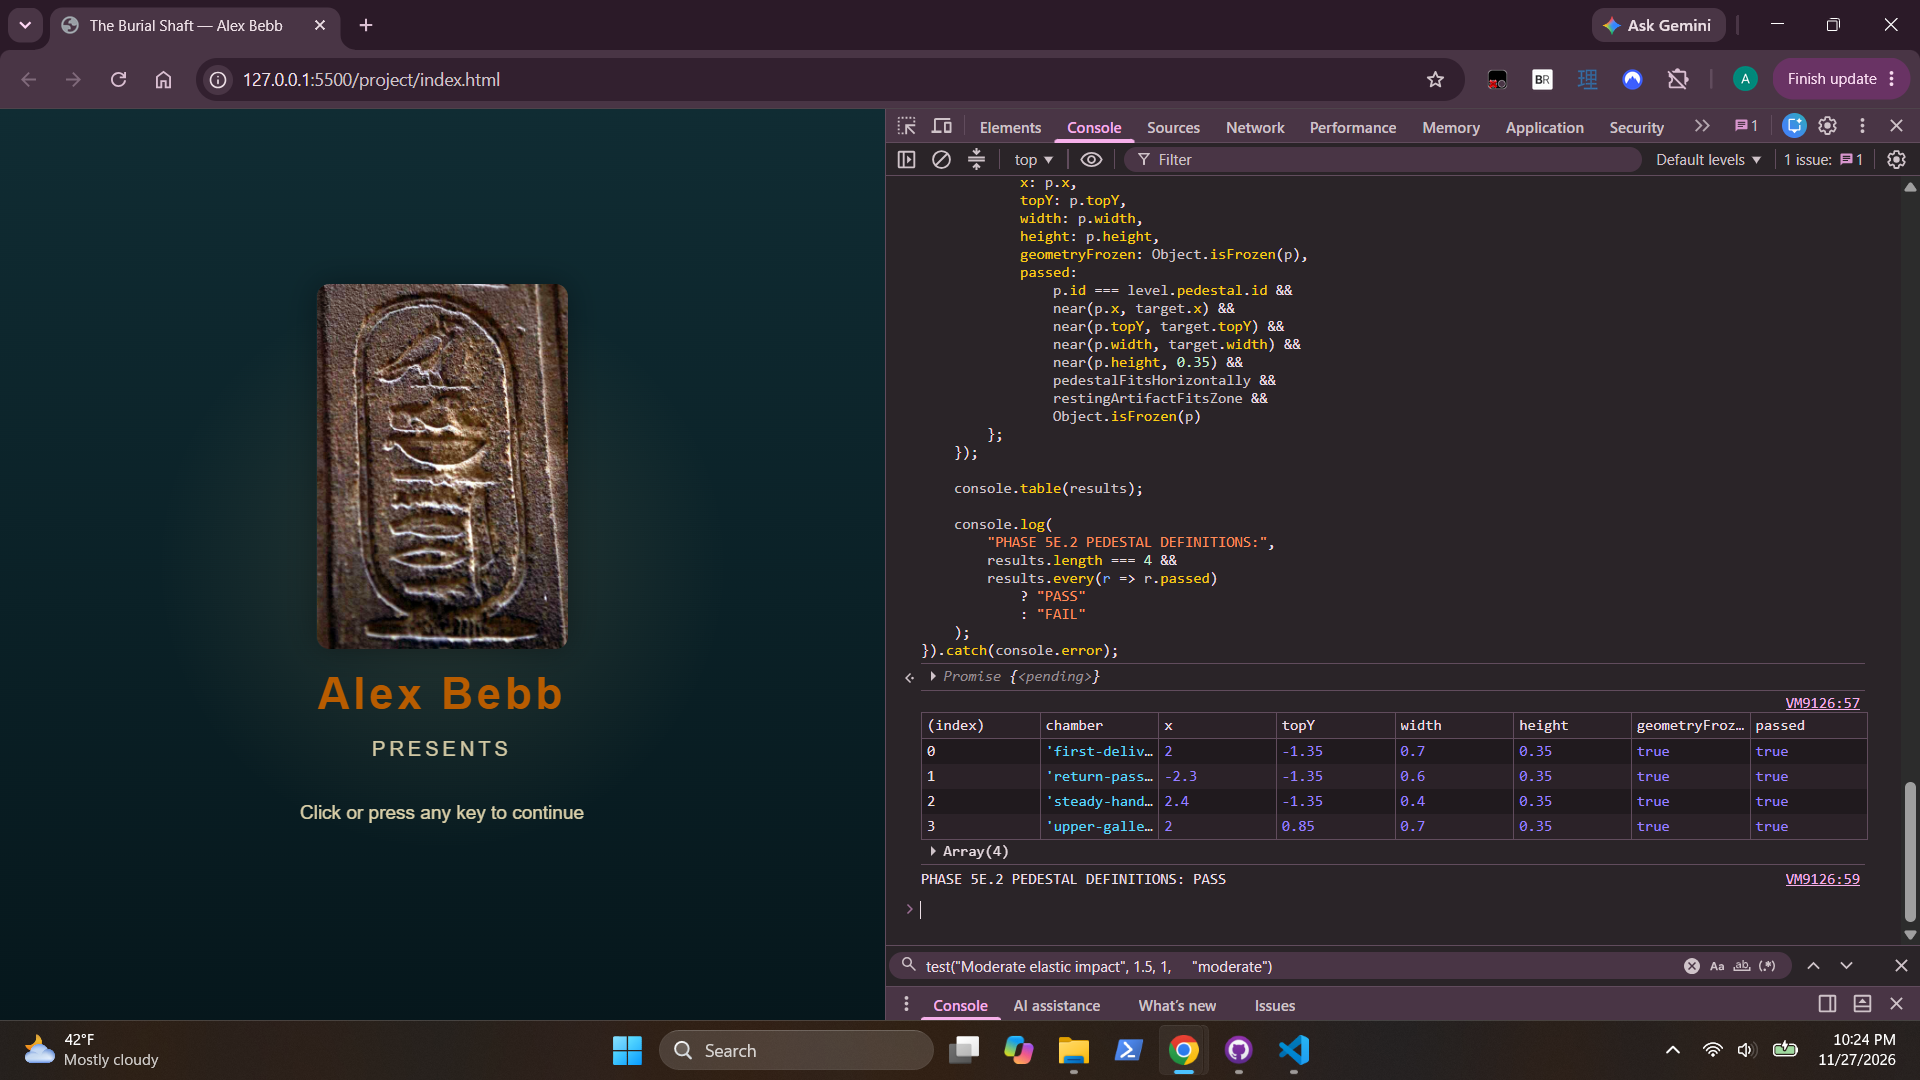 The Burial Shaft — Alex Bebb
Ask Gemini
127.0.0.1:5500/project/index.html
BR
理
A
Finish update
Alex Bebb
PRESENTS
Click or press any key to continue
Elements
Console
Sources
Network
Performance
Memory
Application
Security
1
top
Filter
Default levels
1 issue:
1
x: p.x,
topY: p.topY,
width: p.width,
height: p.height,
geometryFrozen: Object.isFrozen(p),
passed:
p.id === level.pedestal.id &&
near(p.x, target.x) &&
near(p.topY, target.topY) &&
near(p.width, target.width) &&
near(p.height, 0.35) &&
pedestalFitsHorizontally &&
restingArtifactFitsZone &&
Object.isFrozen(p)
};
});
console.table(results);
console.log(
"PHASE 5E.2 PEDESTAL DEFINITIONS:",
results.length === 4 &&
results.every(r => r.passed)
? "PASS"
: "FAIL"
);
}).catch(console.error);
Promise {<pending>}
VM9126:57
(index) chamber x topY width height geometryFroz… passed
0 'first-deliv… 2 -1.35 0.7 0.35 true true
1 'return-pass… -2.3 -1.35 0.6 0.35 true true
2 'steady-hand… 2.4 -1.35 0.4 0.35 true true
3 'upper-galle… 2 0.85 0.7 0.35 true true
Array(4)
PHASE 5E.2 PEDESTAL DEFINITIONS: PASS
VM9126:59
test("Moderate elastic impact", 1.5, 1, "moderate")
Aa
ab
(.*)
Console
AI assistance
What's new
Issues
42°F
Mostly cloudy
Search
10:24 PM
11/27/2026